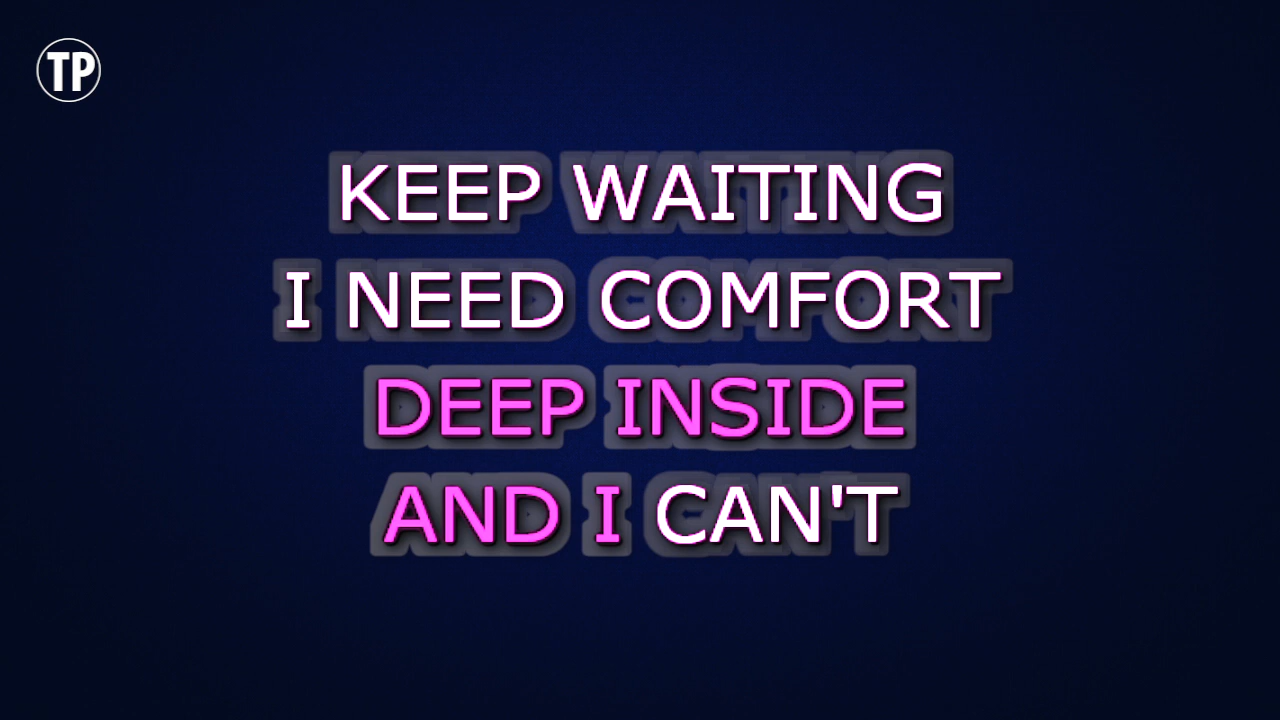 TP
KEEP WAITING
I NEED COMFORT
DEEP INSIDE
AND I CAN'T